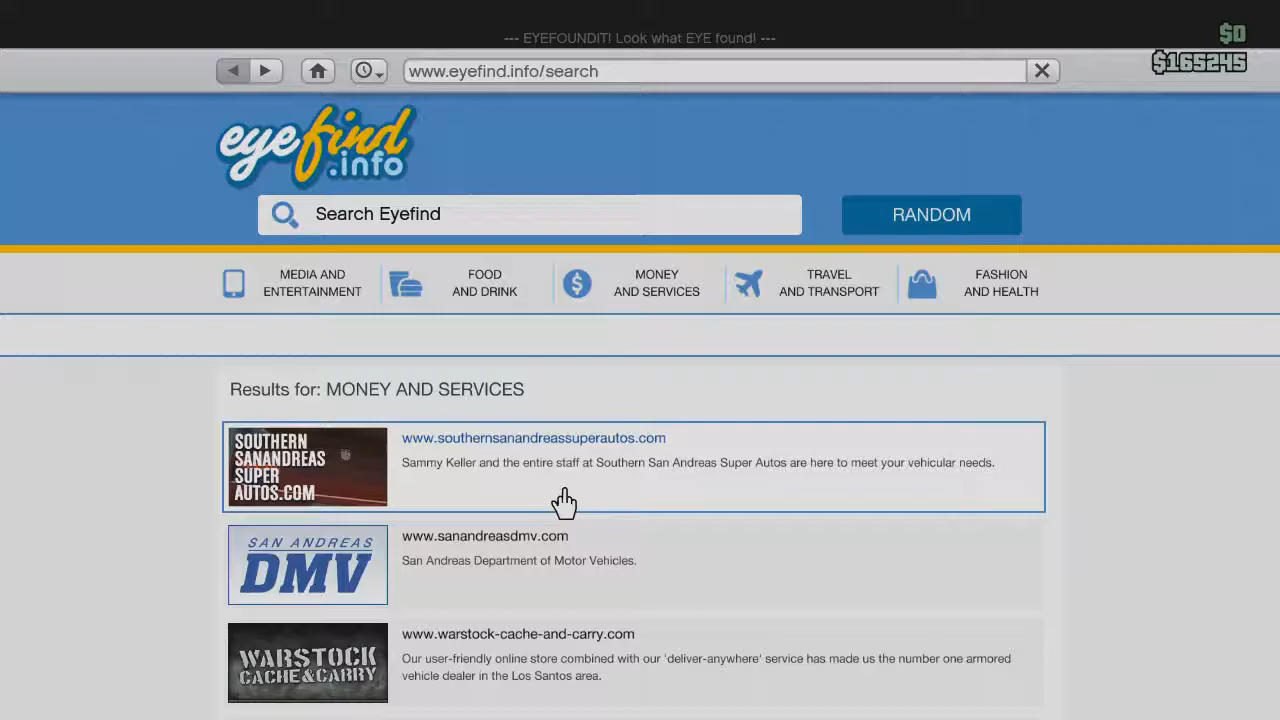 --- EYEFOUNDIT! Look what EYE found! ---
$0
www.eyefind.info/search
$165245
eyefind
.info
Search Eyefind
RANDOM
MEDIA AND
ENTERTAINMENT
FOOD
AND DRINK
MONEY
AND SERVICES
TRAVEL
AND TRANSPORT
FASHION
AND HEALTH
Results for: MONEY AND SERVICES
SOUTHERN
SANANDREAS
SUPER
AUTOS.COM
www.southernsanandreassuperautos.com
Sammy Keller and the entire staff at Southern San Andreas Super Autos are here to meet your vehicular needs.
SAN ANDREAS
DMV
www.sanandreasdmv.com
San Andreas Department of Motor Vehicles.
WARSTOCK
CACHE&CARRY
www.warstock-cache-and-carry.com
Our user-friendly online store combined with our 'deliver-anywhere' service has made us the number one armored
vehicle dealer in the Los Santos area.